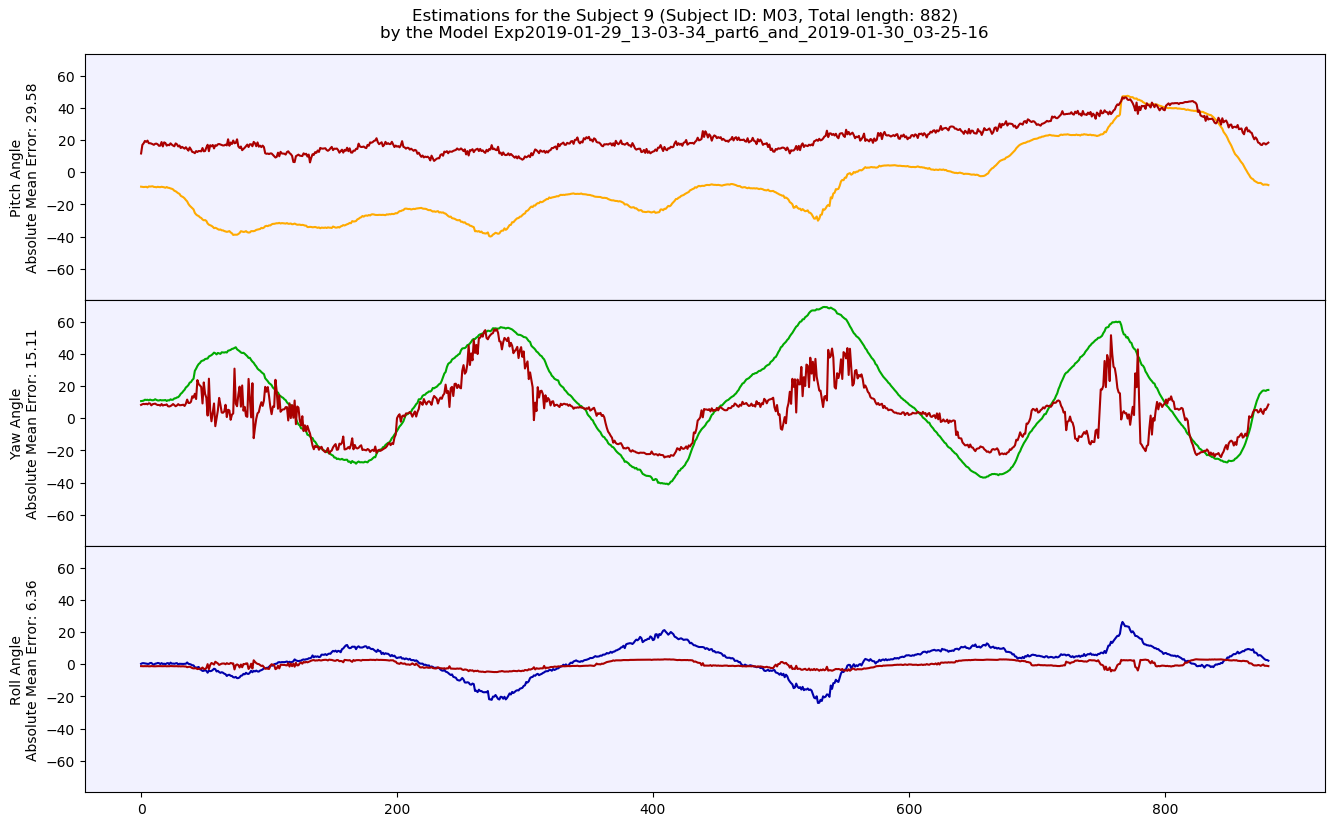 Estimations for the Subject 9 (Subject ID: M03, Total length: 882)
by the Model Exp2019-01-29_13-03-34_part6_and_2019-01-30_03-25-16
Pitch Angle
Absolute Mean Error: 29.58
60
40
20
0
−20
−40
−60
Yaw Angle
Absolute Mean Error: 15.11
60
40
20
0
−20
−40
−60
Roll Angle
Absolute Mean Error: 6.36
60
40
20
0
−20
−40
−60
0 200 400 600 800